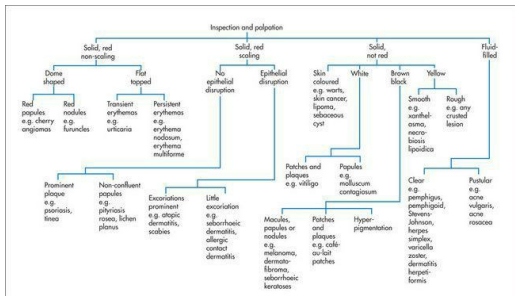 Inspection and palpation
Solid, red
non-scaling
Solid, red
scaling
Solid,
not red
Fluid-
filled
Dome
shaped
Flat
topped
No
epithelial
disruption
Epithelial
disruption
Skin
coloured
e.g. warts,
skin cancer,
lipoma,
sebaceous
cyst
White
Brown
black
Yellow
Red
papules
e.g. cherry
angiomas
Red
nodules
e.g.
furuncles
Transient
erythemas
e.g.
urticaria
Persistent
erythemas
e.g.
erythema
nodosum,
erythema
multiforme
Smooth
e.g.
xanthel-
asma,
necro-
biosis
lipoidica
Rough
e.g. any
crusted
lesion
Prominent
plaque
e.g.
psoriasis,
tinea
Non-confluent
papules
e.g.
pityriasis
rosea, lichen
planus
Excoriations
prominent
e.g. atopic
dermatitis,
scabies
Little
excoriation
e.g.
seborrhoeic
dermatitis,
allergic
contact
dermatitis
Patches and
plaques
e.g. vitiligo
Papules
e.g.
molluscum
contagiosum
Macules,
papules or
nodules
e.g.
melanoma,
dermato-
fibroma,
seborrhoeic
keratoses
Patches
and
plaques
e.g. café-
au-lait
patches
Hyper-
pigmentation
Clear
e.g.
pemphigus,
pemphigoid,
Stevens-
Johnson,
herpes
simplex,
varicella
zoster,
dermatitis
herpeti-
formis
Pustular
e.g.
acne
vulgaris,
acne
rosacea